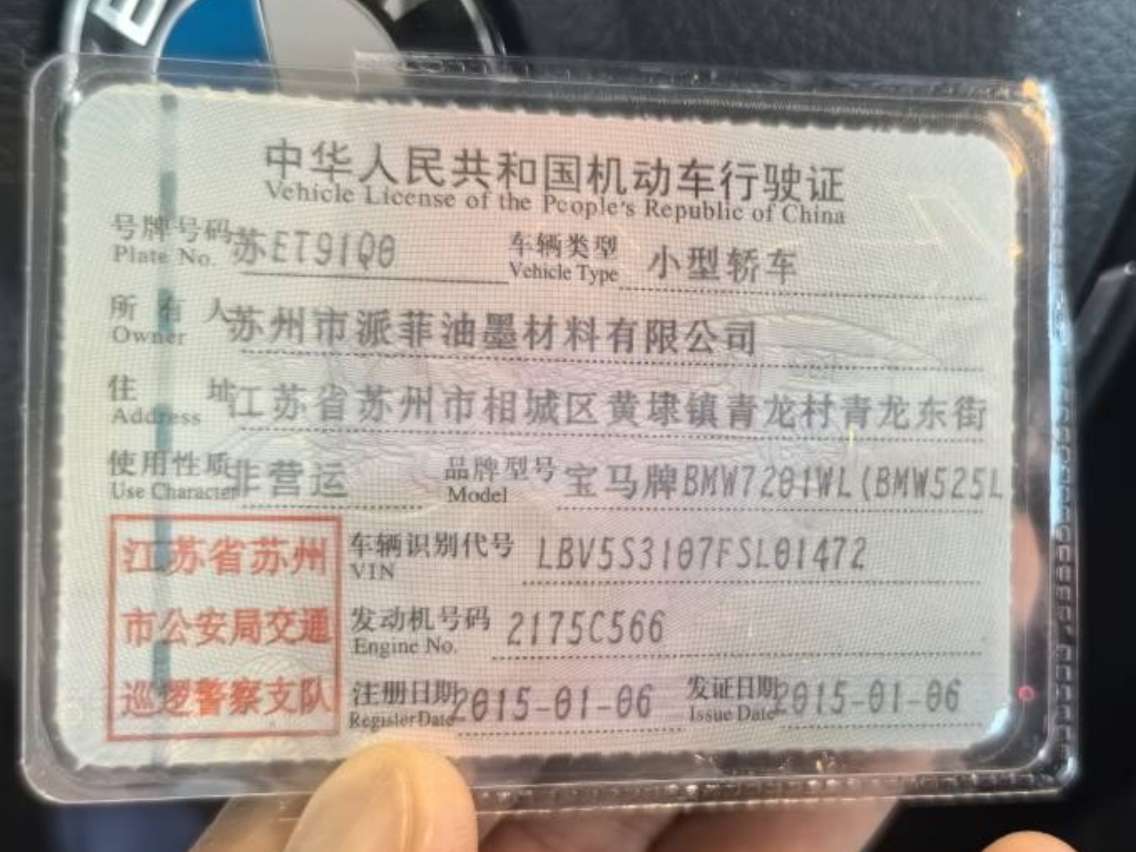 中华人民共和国机动车行驶证
Vehicle License of the People's Republic of China
号牌号码 苏ET91Q0 车辆类型 小型轿车
Plate No. Vehicle Type
所有人 苏州市派菲油墨材料有限公司
Owner
住址 江苏省苏州市相城区黄埭镇青龙村青龙东街
Address
使用性质 非营运 品牌型号 宝马牌BMW7201WL(BMW525L
Use Character Model
江苏省苏州 车辆识别代号 LBV5S3107FSL01472
VIN
市公安局交通 发动机号码 2175C566
Engine No.
巡逻警察支队 注册日期 2015-01-06 发证日期 2015-01-06
Register Date Issue Date